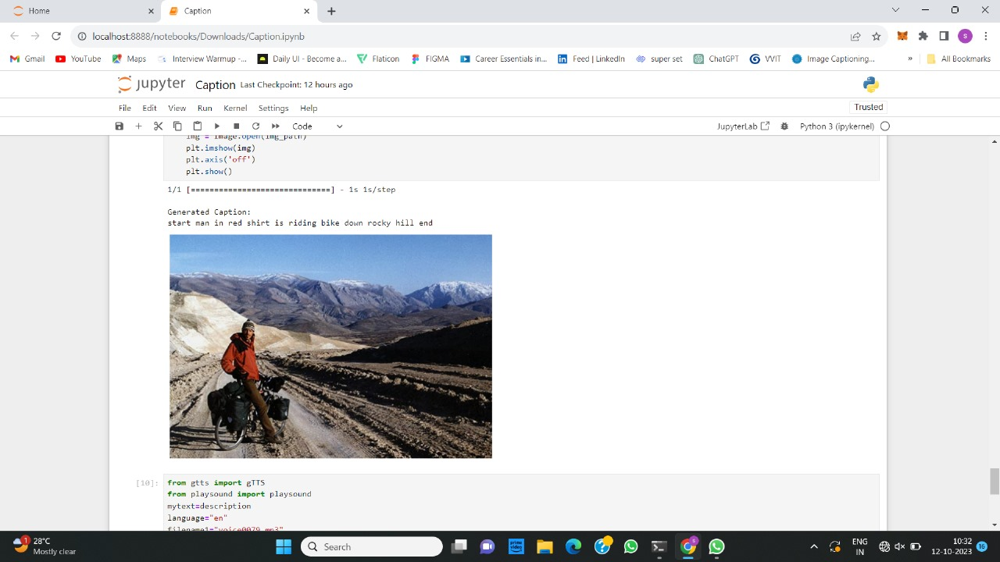 Home
Caption
localhost:8888/notebooks/Downloads/Caption.ipynb
S
Gmail YouTube Maps Interview Warmup -... Daily UI - Become a... Flaticon FIGMA Career Essentials in... Feed | LinkedIn super set ChatGPT VVIT Image Captioning... » All Bookmarks
jupyter Caption Last Checkpoint: 12 hours ago
File Edit View Run Kernel Settings Help
Trusted
Code JupyterLab Python 3 (ipykernel)
img = Image.open(img_path)
plt.imshow(img)
plt.axis('off')
plt.show()
1/1 [==============================] - 1s 1s/step
Generated Caption:
start man in red shirt is riding bike down rocky hill end
[10]: from gtts import gTTS
from playsound import playsound
mytext=description
language="en"
filename1="voice0079.mp3"
1 28°C
Mostly clear
Search
prime video
ENG
IN
10:32
12-10-2023
16